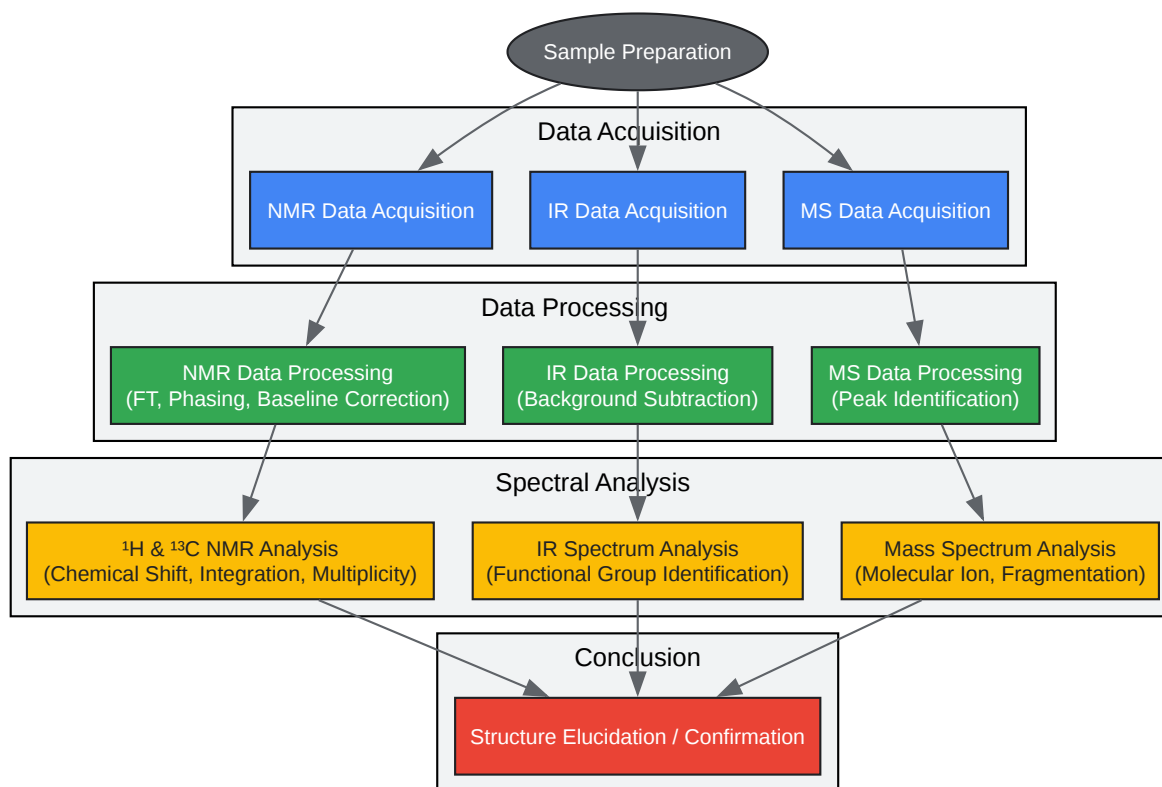 Sample Preparation
Data Acquisition
NMR Data Acquisition
IR Data Acquisition
MS Data Acquisition
Data Processing
NMR Data Processing
(FT, Phasing, Baseline Correction)
IR Data Processing
(Background Subtraction)
MS Data Processing
(Peak Identification)
Spectral Analysis
¹H & ¹³C NMR Analysis
(Chemical Shift, Integration, Multiplicity)
IR Spectrum Analysis
(Functional Group Identification)
Mass Spectrum Analysis
(Molecular Ion, Fragmentation)
Conclusion
Structure Elucidation / Confirmation